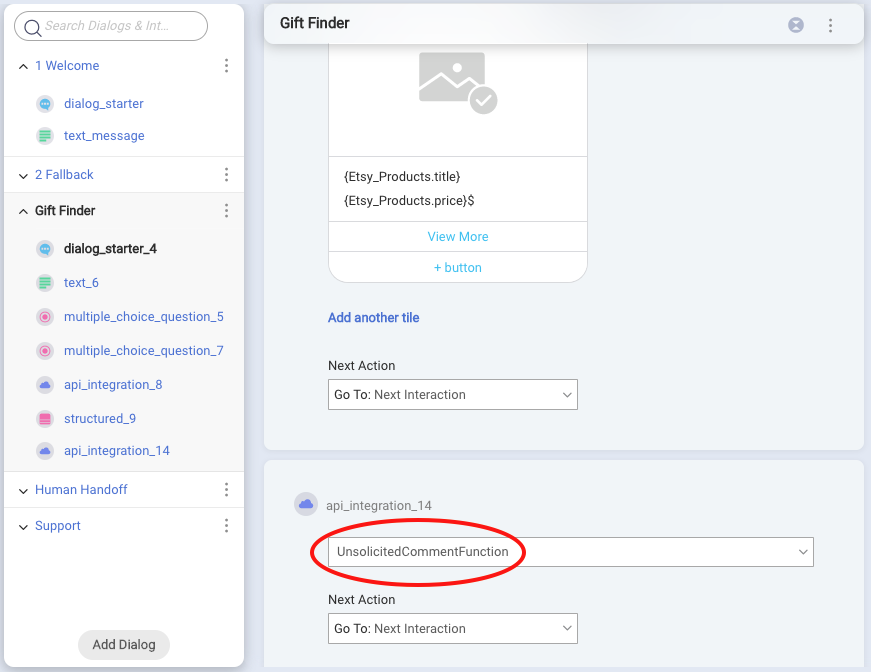 Search Dialogs & Int...
1 Welcome
dialog_starter
text_message
2 Fallback
Gift Finder
dialog_starter_4
text_6
multiple_choice_question_5
multiple_choice_question_7
api_integration_8
structured_9
api_integration_14
Human Handoff
Support
Add Dialog
Gift Finder
{Etsy_Products.title}
{Etsy_Products.price}$
View More
+ button
Add another tile
Next Action
Go To: Next Interaction
api_integration_14
UnsolicitedCommentFunction
Next Action
Go To: Next Interaction